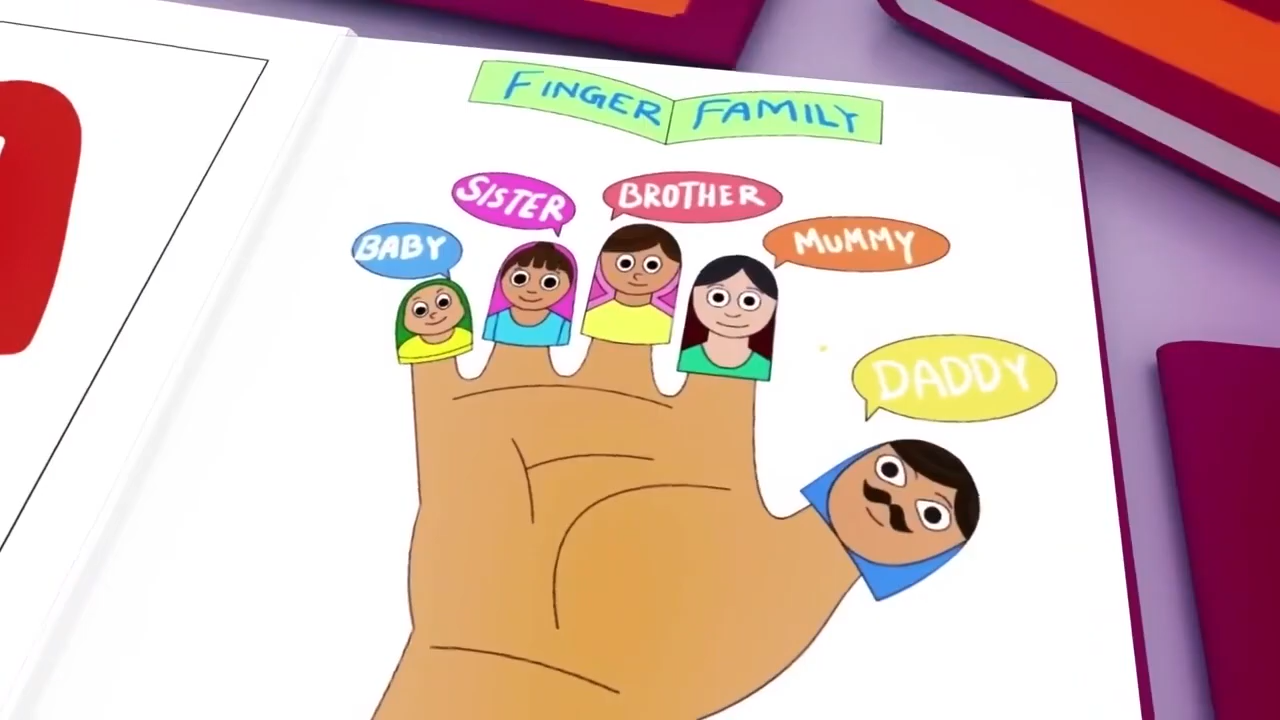 FINGER FAMILY
SISTER
BROTHER
BABY
MUMMY
DADDY